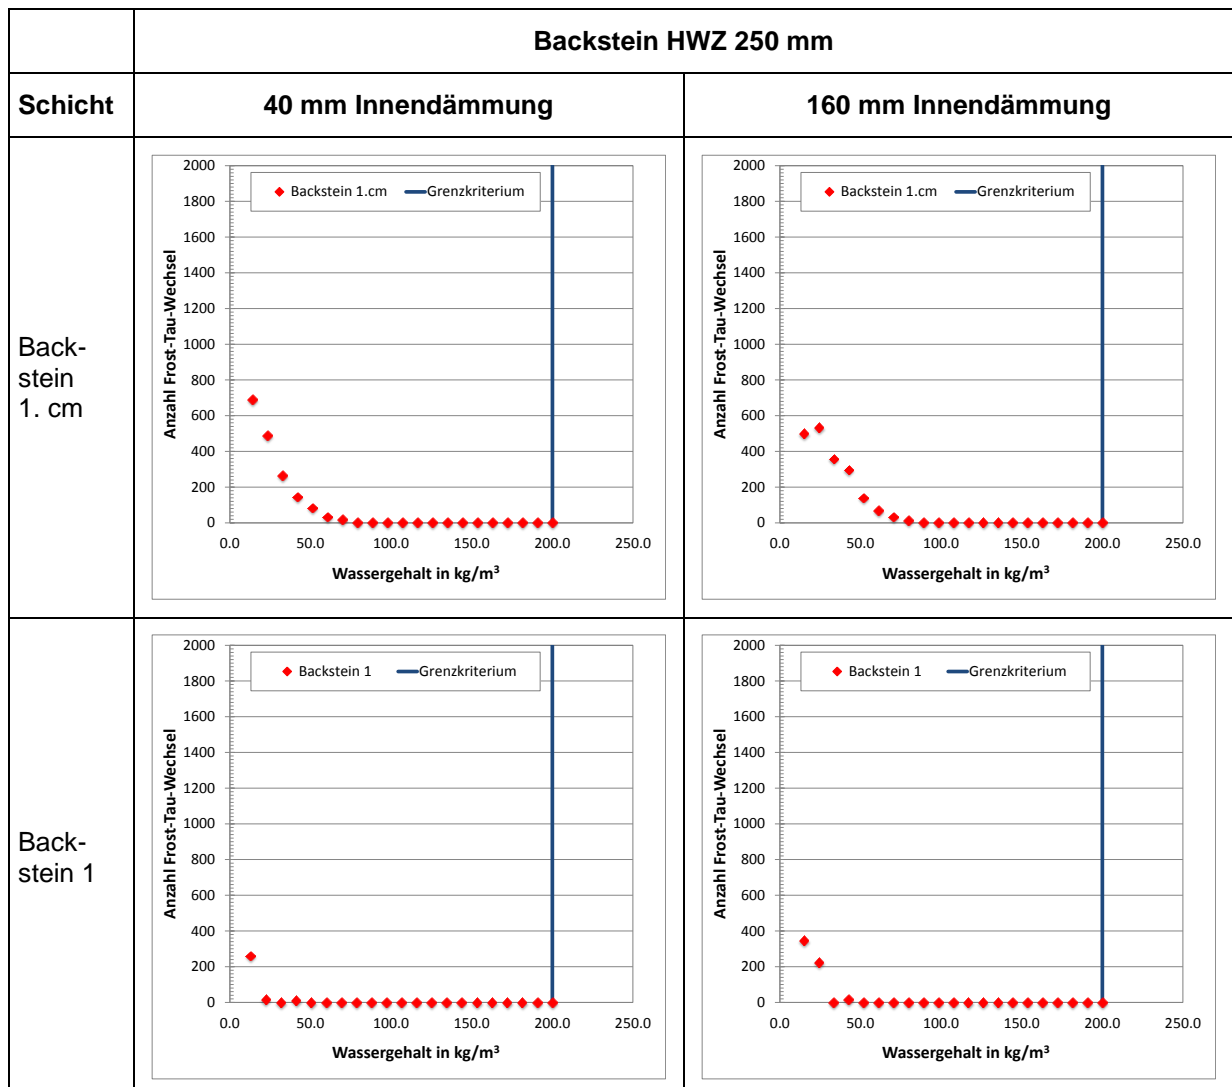 Backstein HWZ 250 mm
Schicht
40 mm Innendämmung
160 mm Innendämmung
Back-
stein
1. cm
Anzahl Frost-Tau-Wechsel
2000
1800
1600
1400
1200
1000
800
600
400
200
0
Backstein 1.cm
Grenzkriterium
0.0 50.0 100.0 150.0 200.0 250.0
Wassergehalt in kg/m³
Anzahl Frost-Tau-Wechsel
2000
1800
1600
1400
1200
1000
800
600
400
200
0
Backstein 1.cm
Grenzkriterium
0.0 50.0 100.0 150.0 200.0 250.0
Wassergehalt in kg/m³
Back-
stein 1
Anzahl Frost-Tau-Wechsel
2000
1800
1600
1400
1200
1000
800
600
400
200
0
Backstein 1
Grenzkriterium
0.0 50.0 100.0 150.0 200.0 250.0
Wassergehalt in kg/m³
Anzahl Frost-Tau-Wechsel
2000
1800
1600
1400
1200
1000
800
600
400
200
0
Backstein 1
Grenzkriterium
0.0 50.0 100.0 150.0 200.0 250.0
Wassergehalt in kg/m³